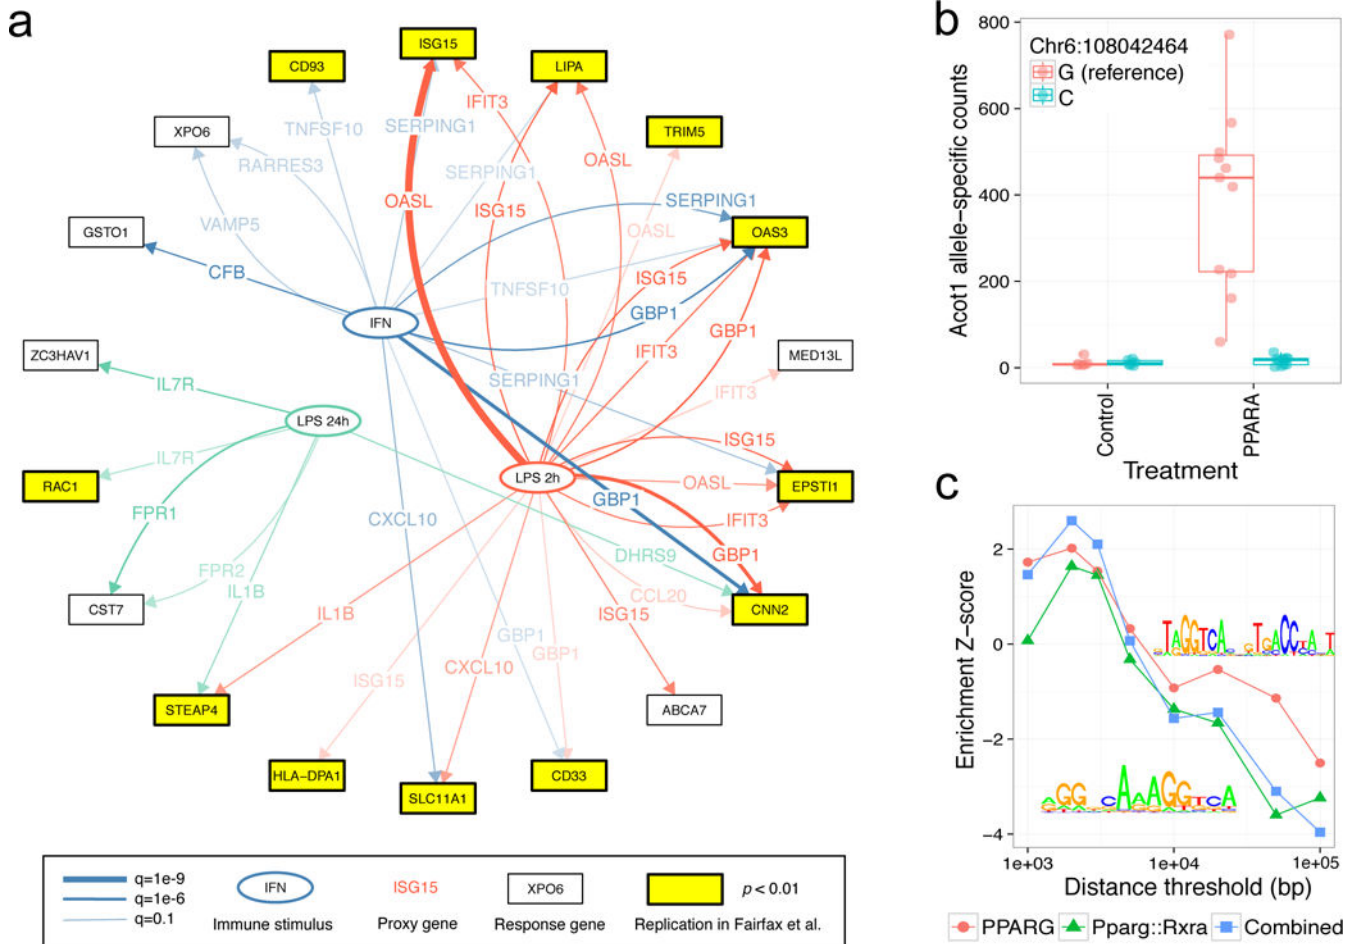 a
ISG15
CD93
LIPA
IFIT3
TNFSF10
SERPING1
XPO6
TRIM5
RARRES3
SERPING1
OASL
OASL
ISG15
SERPING1
VAMP5
OASL
GSTO1
OAS3
CFB
ISG15
TNFSF10
GBP1
IFN
GBP1
ZC3HAV1
IFIT3
MED13L
IL7R
SERPING1
IFIT3
LPS 24h
ISG15
IL7R
LPS 2h
OASL
EPSTI1
RAC1
GBP1
FPR1
CXCL10
IFIT3
DHRS9
GBP1
FPR2
IL1B
CCL20
CNN2
CST7
IL1B
ISG15
GBP1
GBP1
CXCL10
ISG15
STEAP4
ABCA7
HLA-DPA1
SLC11A1
CD33
q=1e-9
q=1e-6
q=0.1
IFN
ISG15
XPO6
p < 0.01
Immune stimulus
Proxy gene
Response gene
Replication in Fairfax et al.
b
800
600
400
200
0
Acot1 allele-specific counts
Chr6:108042464
G (reference)
C
Control
PPARA
Treatment
c
2
0
-2
-4
Enrichment Z-score
1e+03
1e+04
1e+05
Distance threshold (bp)
PPARG
Pparg::Rxra
Combined